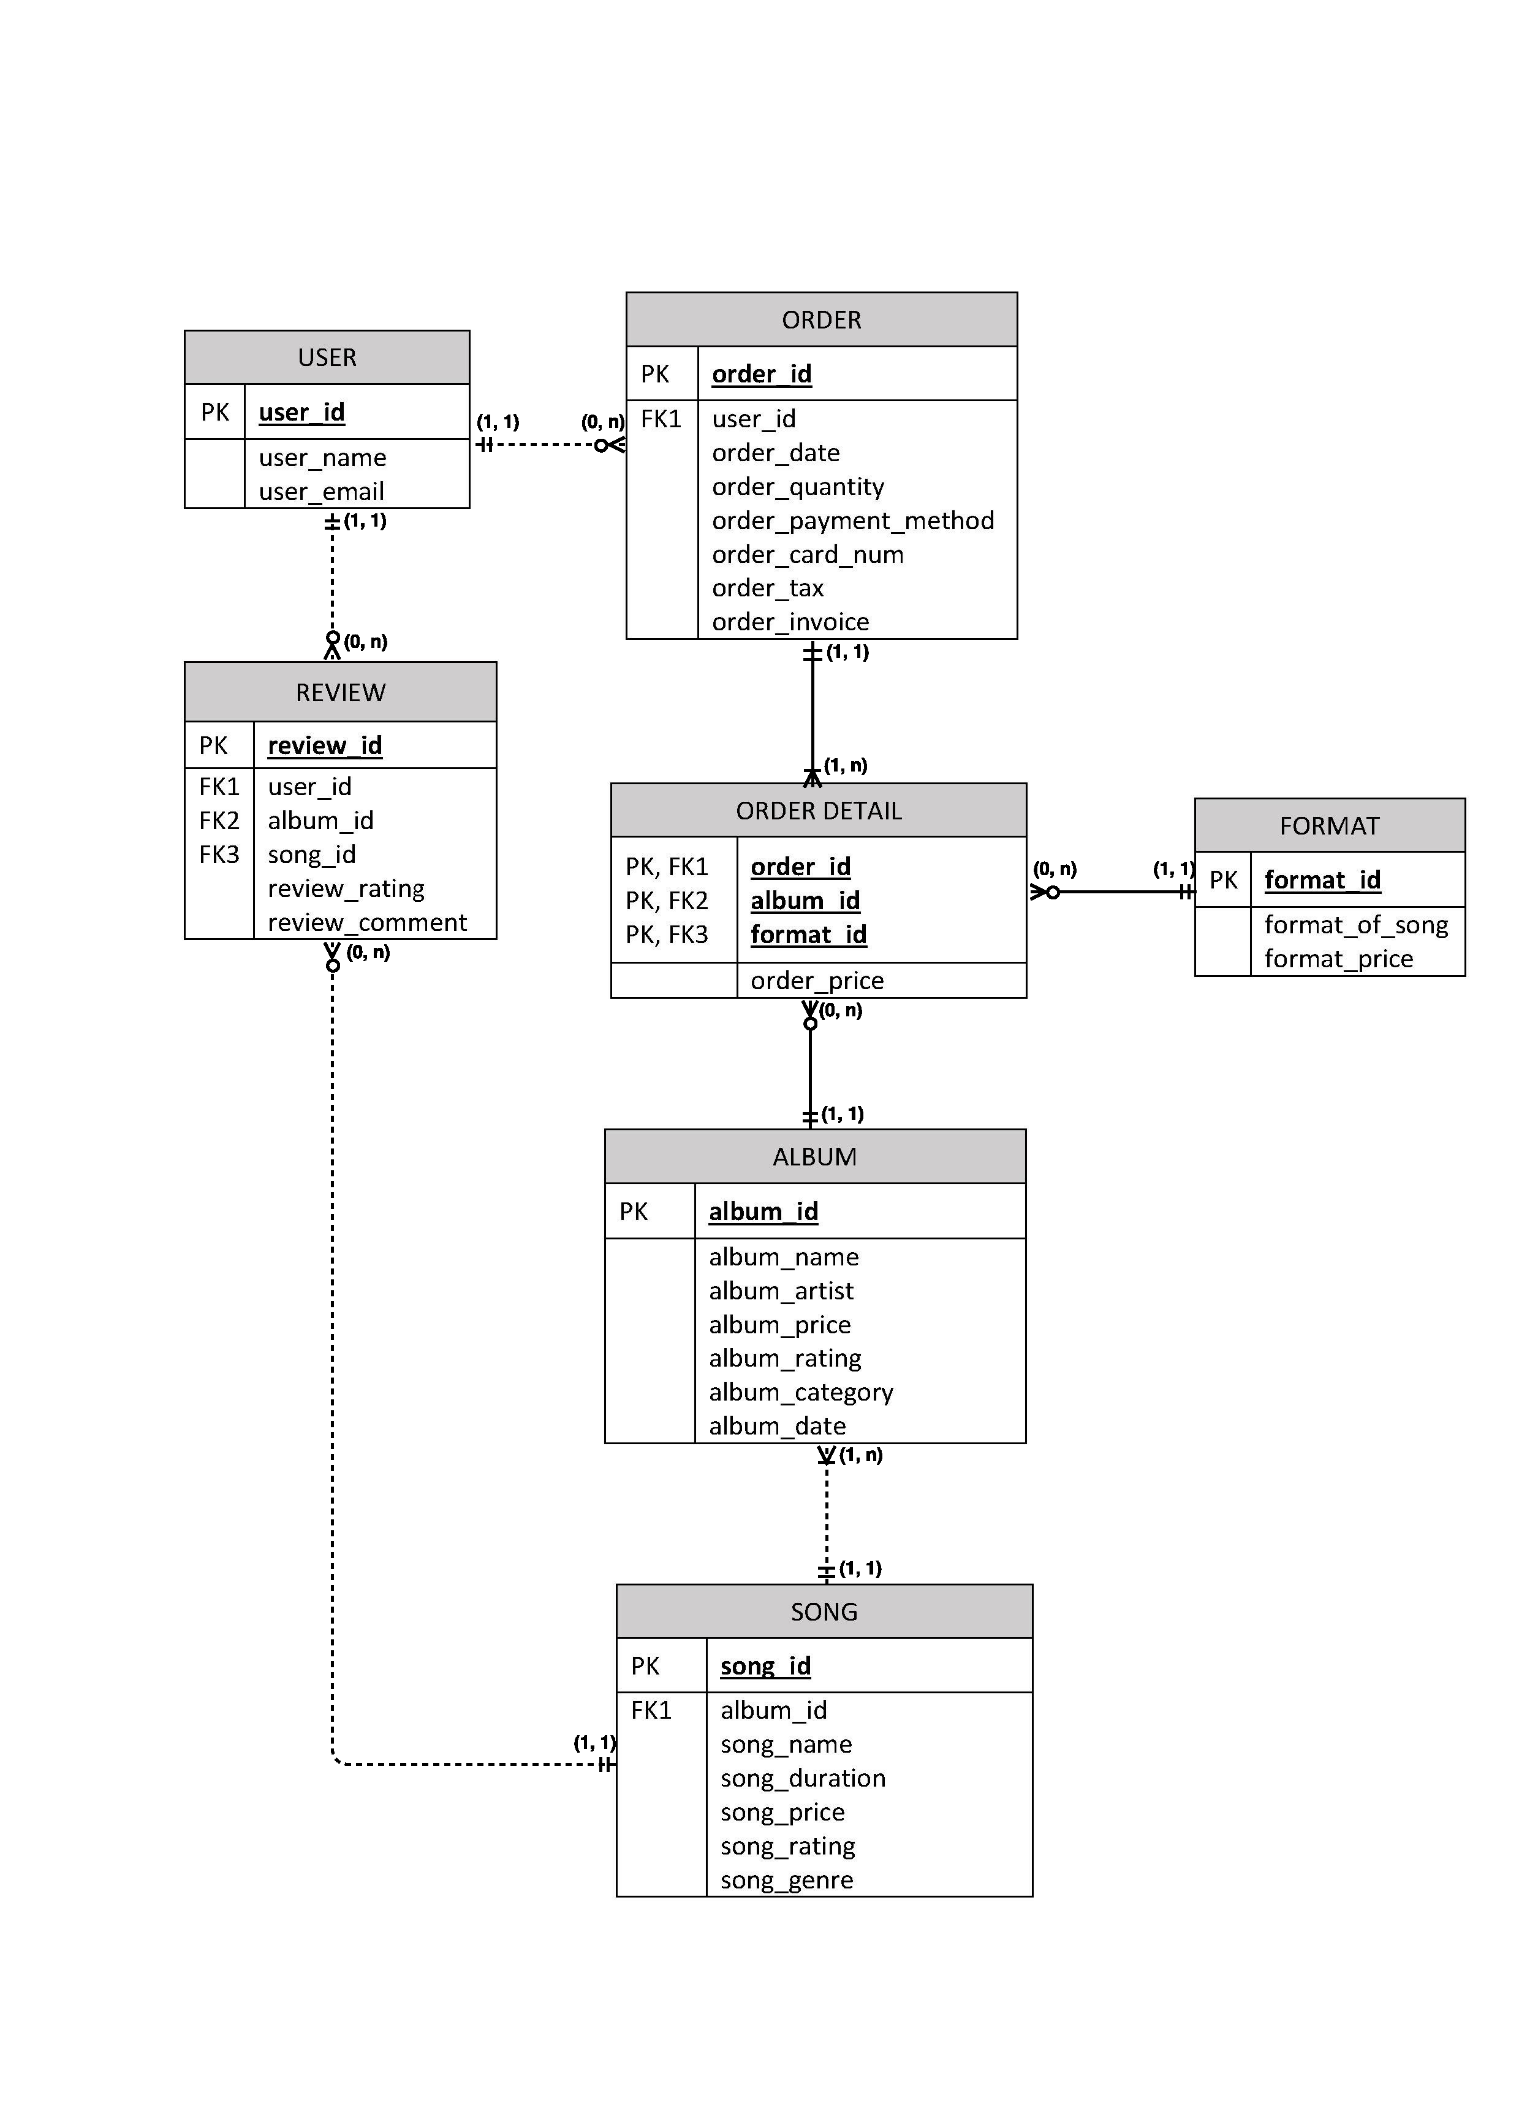 USER
PK user_id
user_name
user_email
(1, 1)
(0, n)
ORDER
PK order_id
FK1 user_id
order_date
order_quantity
order_payment_method
order_card_num
order_tax
order_invoice
(1, 1)
(0, n)
REVIEW
PK review_id
FK1 user_id
FK2 album_id
FK3 song_id
review_rating
review_comment
(0, n)
(1, 1)
(1, n)
ORDER DETAIL
PK, FK1 order_id
PK, FK2 album_id
PK, FK3 format_id
order_price
(0, n)
(1, 1)
FORMAT
PK format_id
format_of_song
format_price
(0, n)
(1, 1)
ALBUM
PK album_id
album_name
album_artist
album_price
album_rating
album_category
album_date
(1, n)
(1, 1)
SONG
PK song_id
FK1 album_id
song_name
song_duration
song_price
song_rating
song_genre
(1, 1)